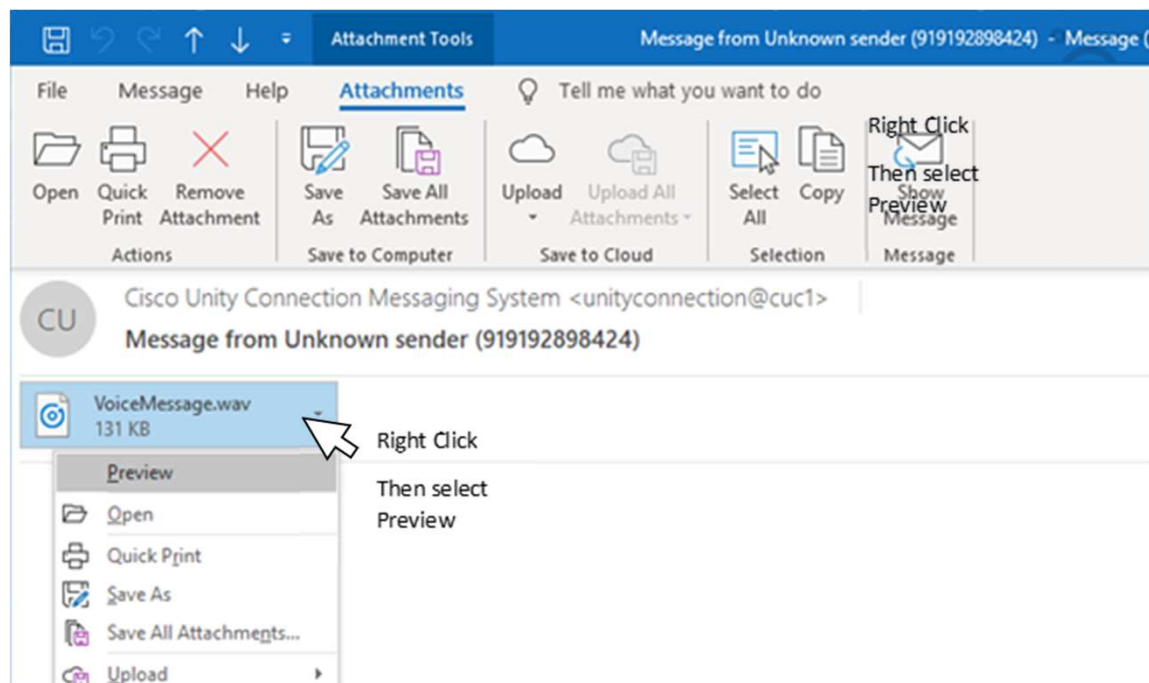 Attachment Tools Message from Unknown sender (919192898424) - Message (
File Message Help Attachments Tell me what you want to do
Right Click
Then select
Preview
Open Quick Print Remove Attachment Save As Save All Attachments Upload Upload All Attachments Select All Copy Show Message
Actions Save to Computer Save to Cloud Selection Message
CU
Cisco Unity Connection Messaging System <unityconnection@cuc1>
Message from Unknown sender (919192898424)
VoiceMessage.wav
131 KB
Right Click
Then select
Preview
Preview
Open
Quick Print
Save As
Save All Attachments...
Upload